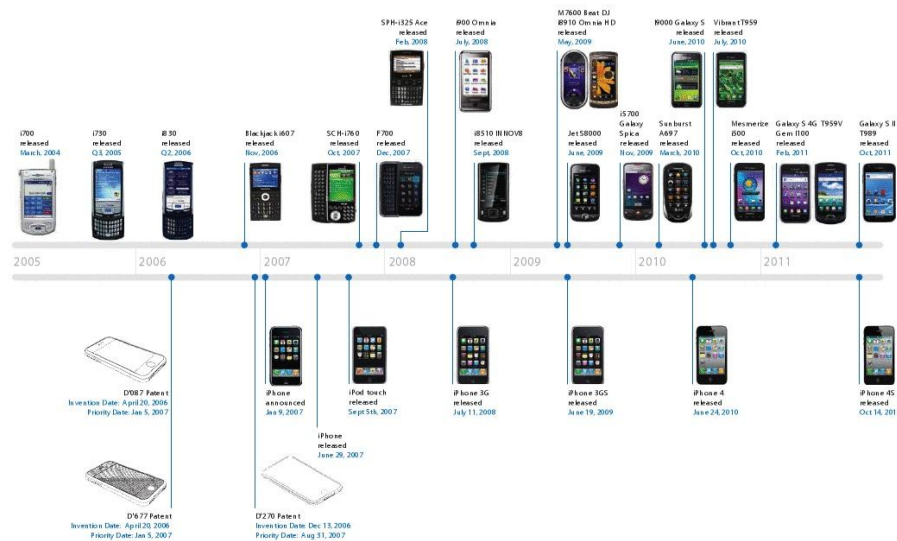 SPH-i325 Ace
released
Feb, 2008
i900 Omnia
released
July, 2008
M7600 Beat DJ
i8910 Omnia HD
released
May, 2009
i9000 Galaxy S
released
June, 2010
Vibrant T959
released
July, 2010
i700
released
March, 2004
i730
released
Q3, 2005
i830
released
Q2, 2006
Blackjack i607
released
Nov, 2006
SCH-i760
released
Oct, 2007
F700
released
Dec, 2007
i8510 INNOV8
released
Sept, 2008
Jet S8000
released
June, 2009
i5700
Galaxy
Spica
released
Nov, 2009
Sunburst
A697
released
March, 2010
Mesmerize
i500
released
Oct, 2010
Galaxy S 4G T959V
Gem I100
released
Feb, 2011
Galaxy S II
T989
released
Oct, 2011
2005
2006
2007
2008
2009
2010
2011
D'087 Patent
Invention Date: April 20, 2006
Priority Date: Jan 5, 2007
iPhone
announced
Jan 9, 2007
iPod touch
released
Sept 5th, 2007
iPhone 3G
released
July 11, 2008
iPhone 3GS
released
June 19, 2009
iPhone 4
released
June 24, 2010
iPhone 4S
released
Oct 14, 201
iPhone
released
June 29, 2007
D'677 Patent
Invention Date: April 20, 2006
Priority Date: Jan 5, 2007
D'270 Patent
Invention Date: Dec 13, 2006
Priority Date: Aug 31, 2007